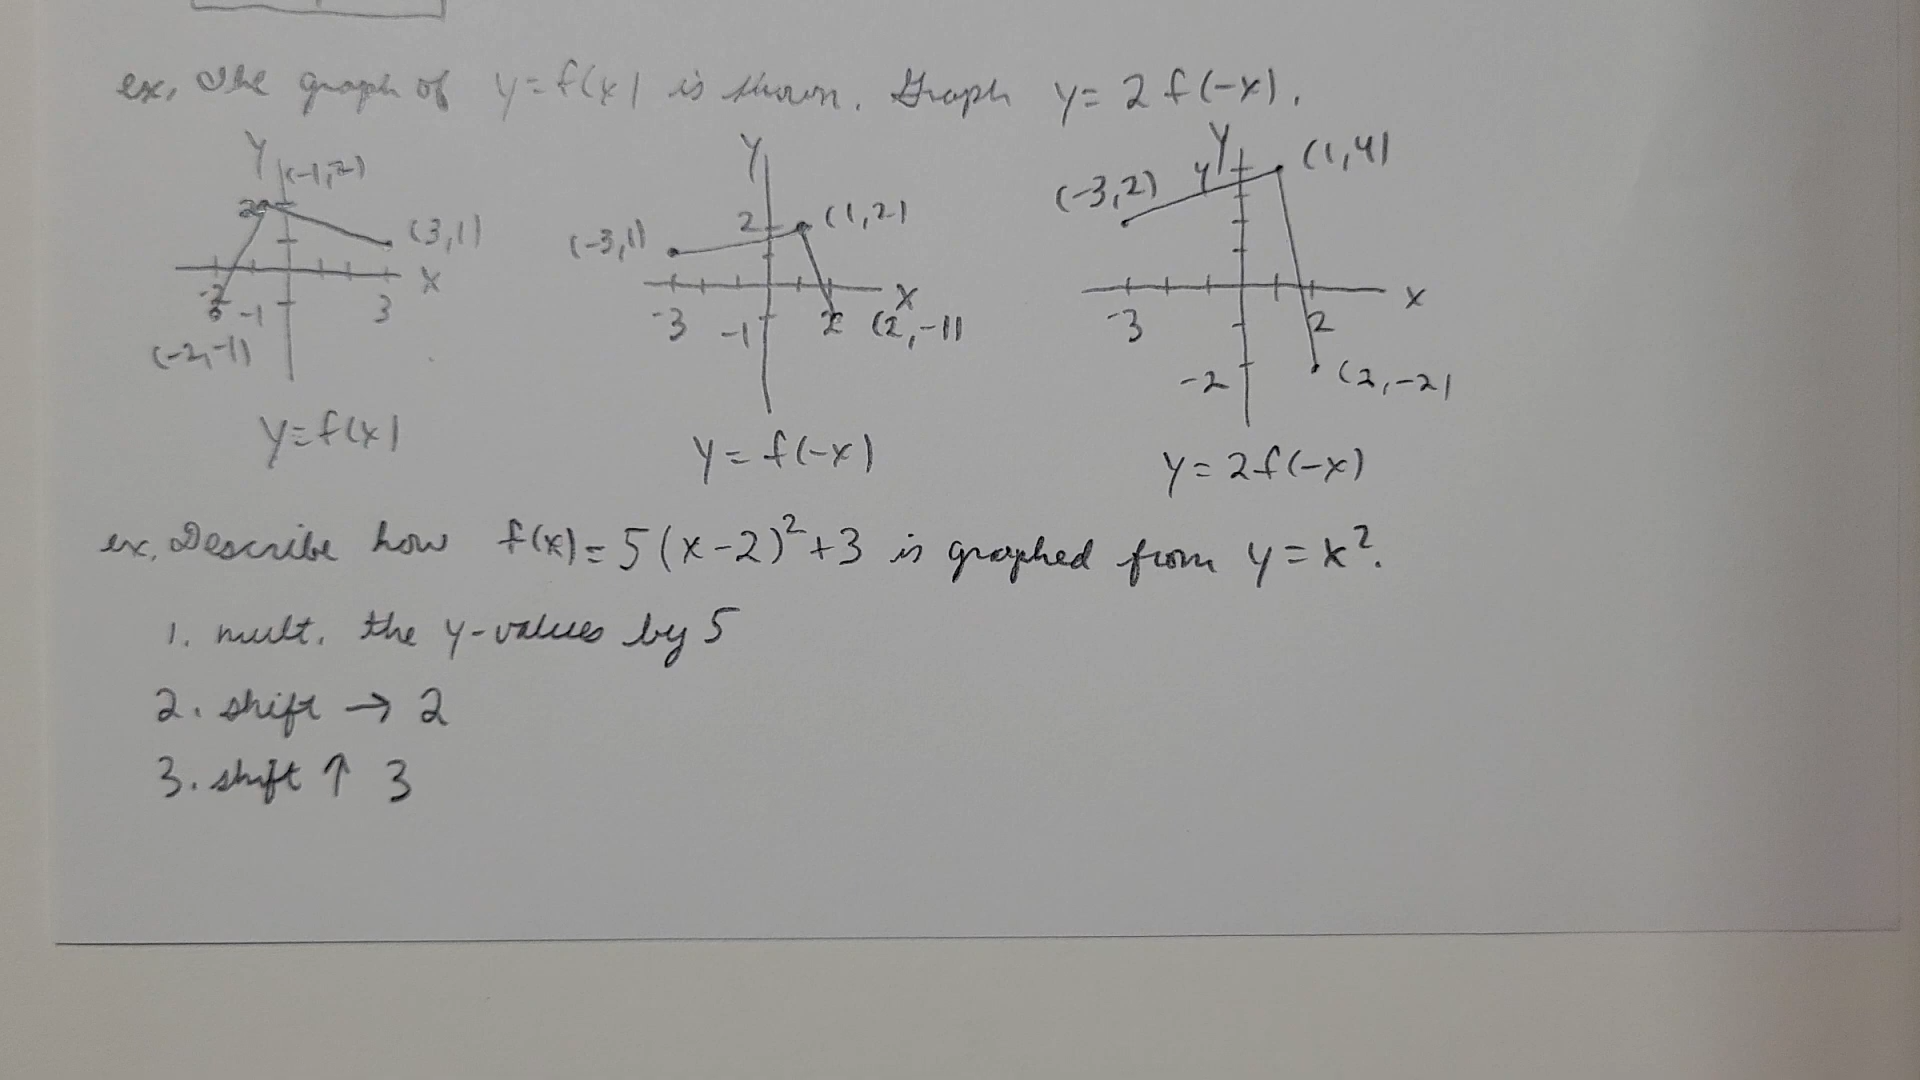 ex. The graph of y=f(x) is shown. Graph y= 2 f(-x).
y (-1,2) y y (1,4)
2 (3,1) (-3,1) 2 (1,2) (-3,2) 4
x x x
-2 -1 3 -3 -1 2 (2,-1) -3 2
(-2,-1) -2 (2,-2)
y=f(x) y=f(-x) y=2f(-x)
ex. Describe how f(x)=5(x-2)²+3 is graphed from y=x².
1. mult. the y-values by 5
2. shift → 2
3. shift ↑ 3